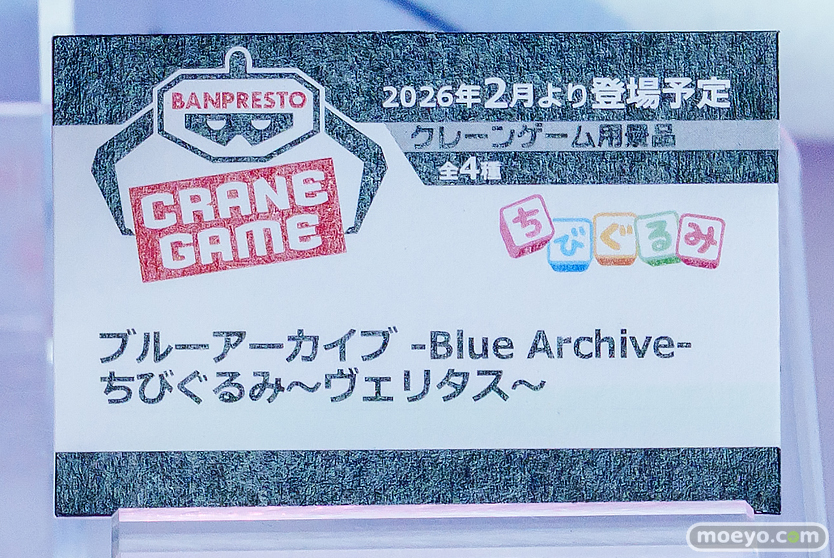 BANPRESTO
CRANE
GAME
2026年2月より登場予定
クレーンゲーム用景品
全4種
ちびぐるみ
ブルーアーカイブ -Blue Archive-
ちびぐるみ～ヴェリタス～
moeyo.com